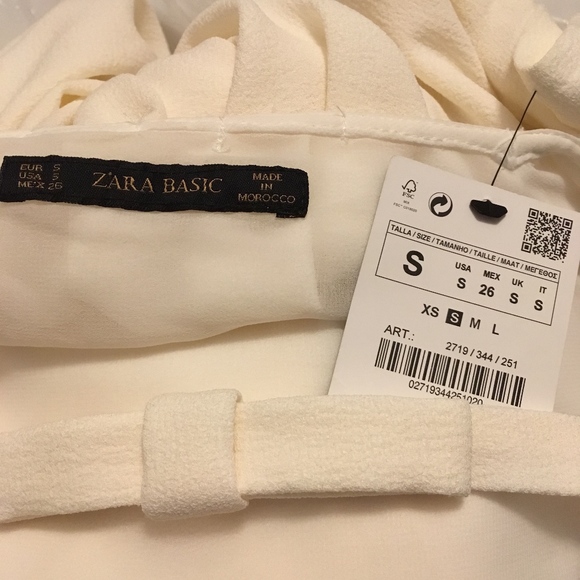 EUR S
USA S
MEX 26
ZARA BASIC
MADE
IN
MOROCCO
FSC
TALLA / SIZE / TAMANHO / TAILLE / MAAT / ΜΕΓΕΘΟΣ
S
USA MEX UK IT
S 26 S S
XS S M L
ART.:
2719 / 344 / 251
02719344251020